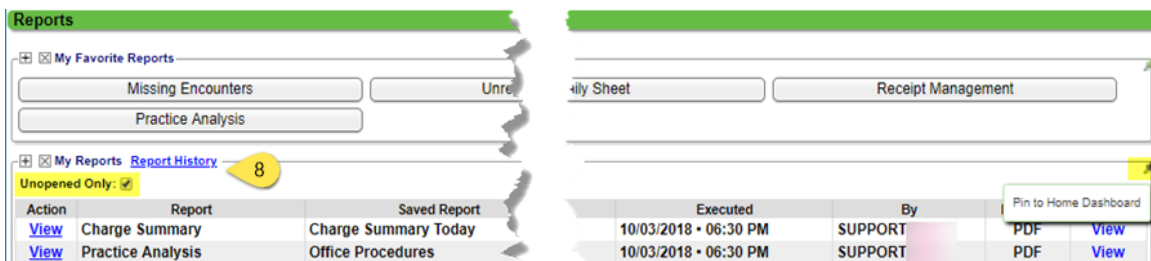 Reports
My Favorite Reports
Missing Encounters Unre ily Sheet Receipt Management
Practice Analysis
My Reports Report History
8
Unopened Only:
Pin to Home Dashboard
Action Report Saved Report Executed By
View Charge Summary Charge Summary Today 10/03/2018 • 06:30 PM SUPPORT PDF View
View Practice Analysis Office Procedures 10/03/2018 • 06:30 PM SUPPORT PDF View